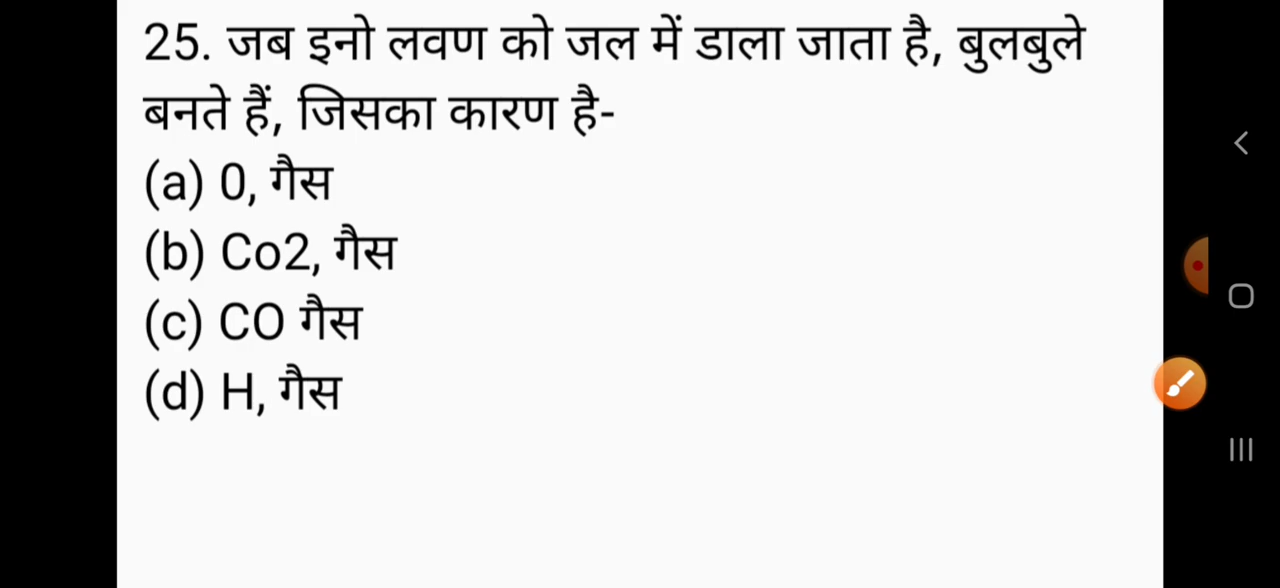 25. जब इनो लवण को जल में डाला जाता है, बुलबुले
बनते हैं, जिसका कारण है-
(a) 0, गैस
(b) Co2, गैस
(c) CO गैस
(d) H, गैस